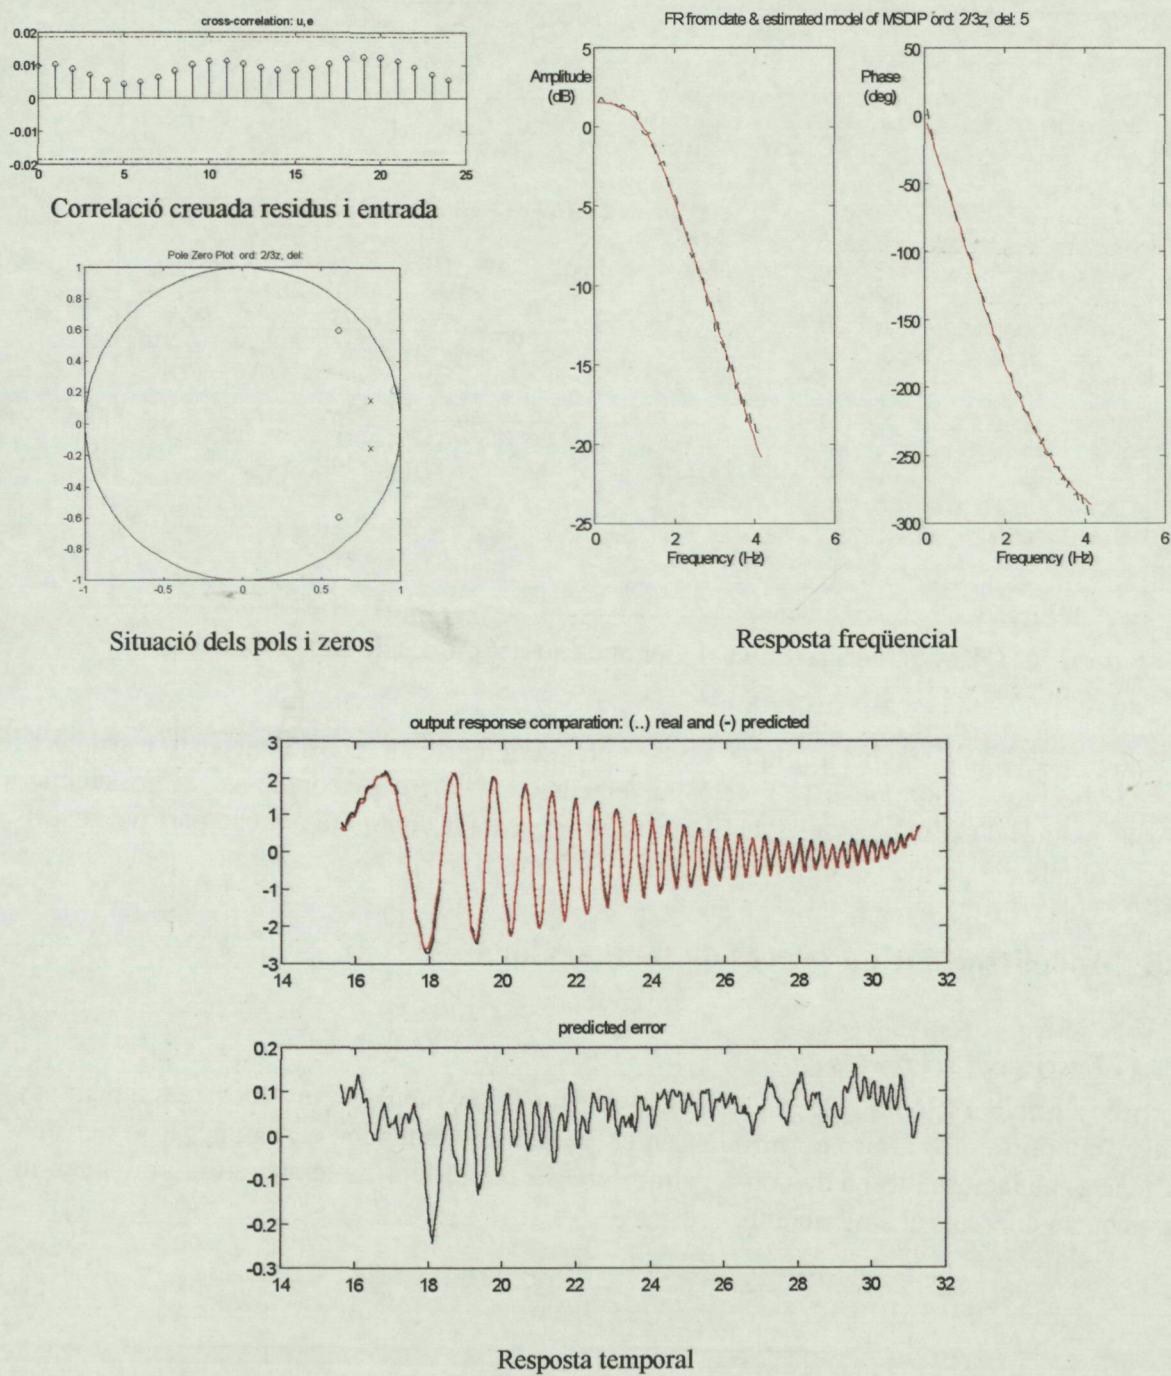 cross-correlation: u,e
0.02
0.01
0
-0.01
-0.02
0 5 10 15 20 25
Correlació creuada residus i entrada
Pole Zero Plot ord: 2/3z, del:
1
0.8
0.6
0.4
0.2
0
-0.2
-0.4
-0.6
-0.8
-1
-1 -0.5 0 0.5 1
Situació dels pols i zeros
FR from date & estimated model of MSDIP ord: 2/3z, del: 5
Amplitude
(dB)
5
0
-5
-10
-15
-20
-25
0 2 4 6
Frequency (Hz)
Phase
(deg)
50
0
-50
-100
-150
-200
-250
-300
0 2 4 6
Frequency (Hz)
Resposta freqüencial
output response comparation: (..) real and (-) predicted
3
2
1
0
-1
-2
-3
14 16 18 20 22 24 26 28 30 32
predicted error
0.2
0.1
0
-0.1
-0.2
-0.3
14 16 18 20 22 24 26 28 30 32
Resposta temporal